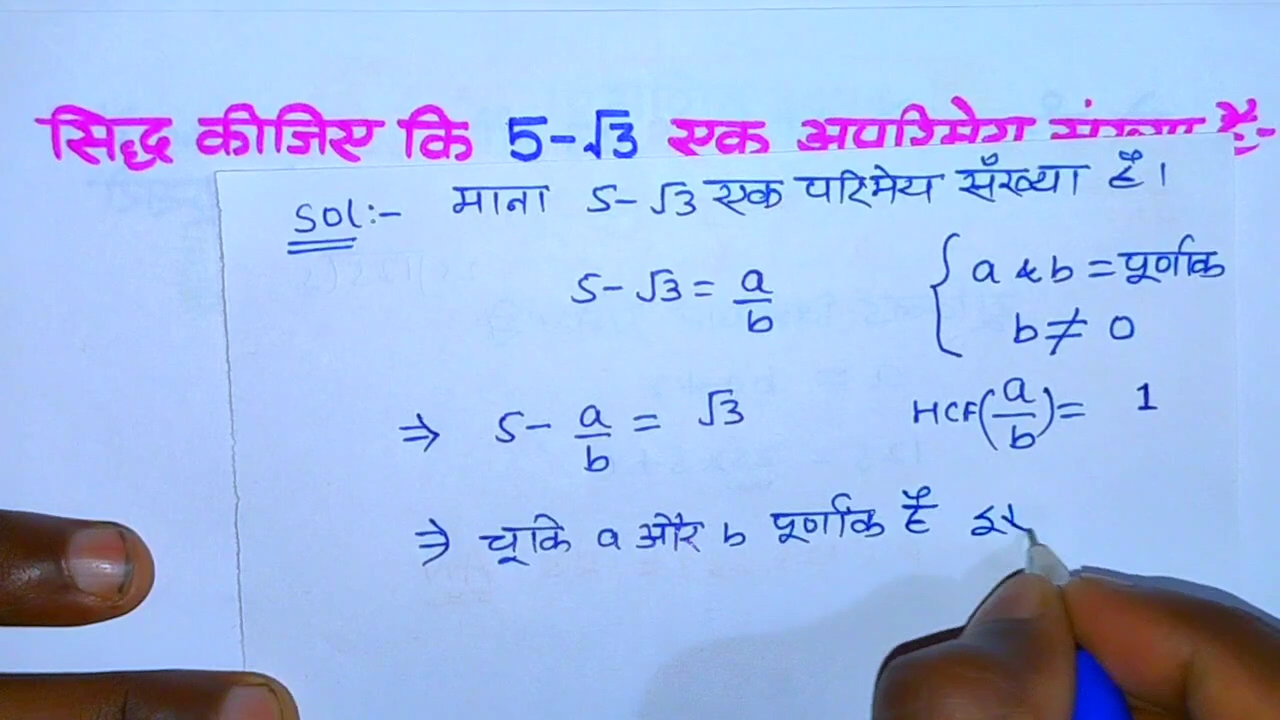 सिद्ध कीजिए कि 5-√3 एक अपरिमेय संख्या है-
Sol:- माना 5-√3 एक परिमेय सँख्या है।
5-√3 = a/b { a & b = पूर्णांक
b ≠ 0
⇒ 5 - a/b = √3 HCF(a/b) = 1
⇒ चूकि a और b पूर्णांक है